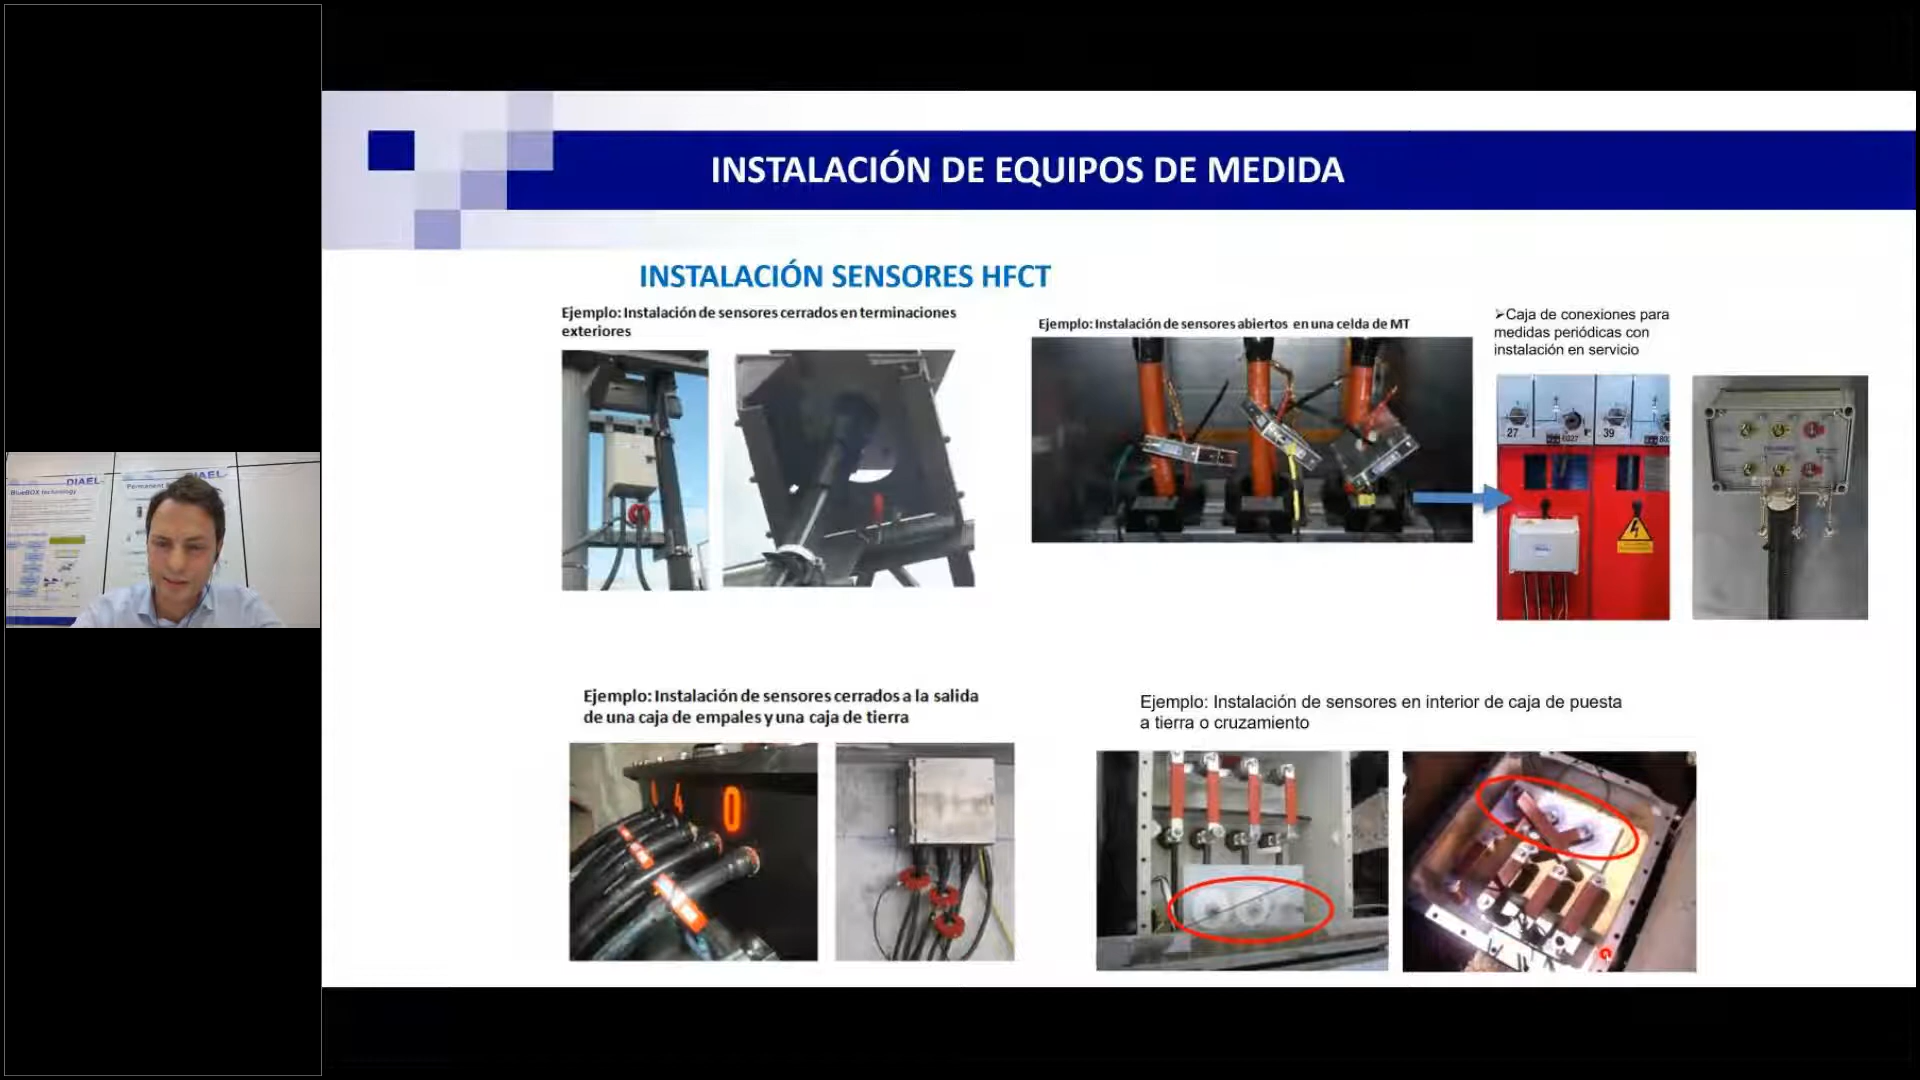 INSTALACIÓN DE EQUIPOS DE MEDIDA
INSTALACIÓN SENSORES HFCT
Ejemplo: Instalación de sensores cerrados en terminaciones
exteriores
Ejemplo: Instalación de sensores abiertos en una celda de MT
➢Caja de conexiones para
medidas periódicas con
instalación en servicio
27
39
Ejemplo: Instalación de sensores cerrados a la salida
de una caja de empales y una caja de tierra
Ejemplo: Instalación de sensores en interior de caja de puesta
a tierra o cruzamiento
4
0
DIAEL
BlueBOX technology
Permanent